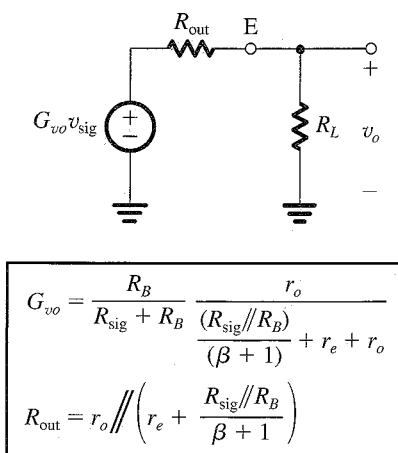 R_out
E
+
G_vo v_sig
+
−
R_L
v_o
−
G_vo = R_B / (R_sig + R_B) · r_o / ((R_sig//R_B) / (β + 1) + r_e + r_o)
R_out = r_o // (r_e + (R_sig//R_B) / (β + 1))